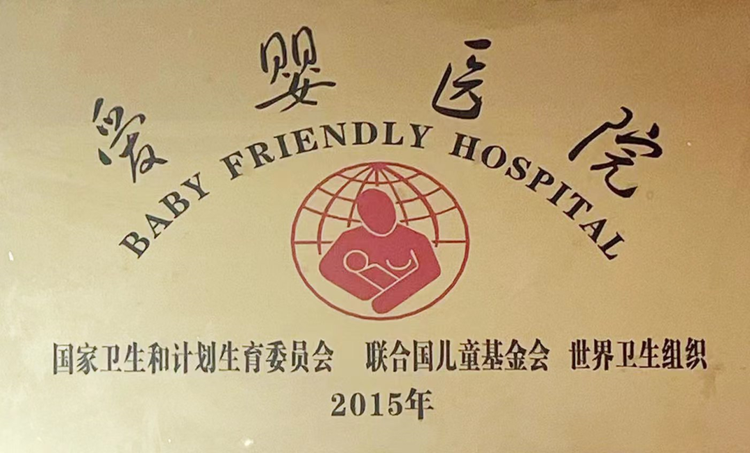 爱婴医院
BABY FRIENDLY HOSPITAL
国家卫生和计划生育委员会 联合国儿童基金会 世界卫生组织
2015年